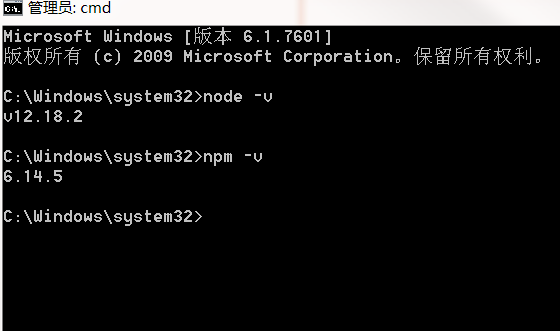 管理员: cmd
Microsoft Windows [版本 6.1.7601]
版权所有 (c) 2009 Microsoft Corporation。保留所有权利。
C:\Windows\system32>node -v
v12.18.2
C:\Windows\system32>npm -v
6.14.5
C:\Windows\system32>